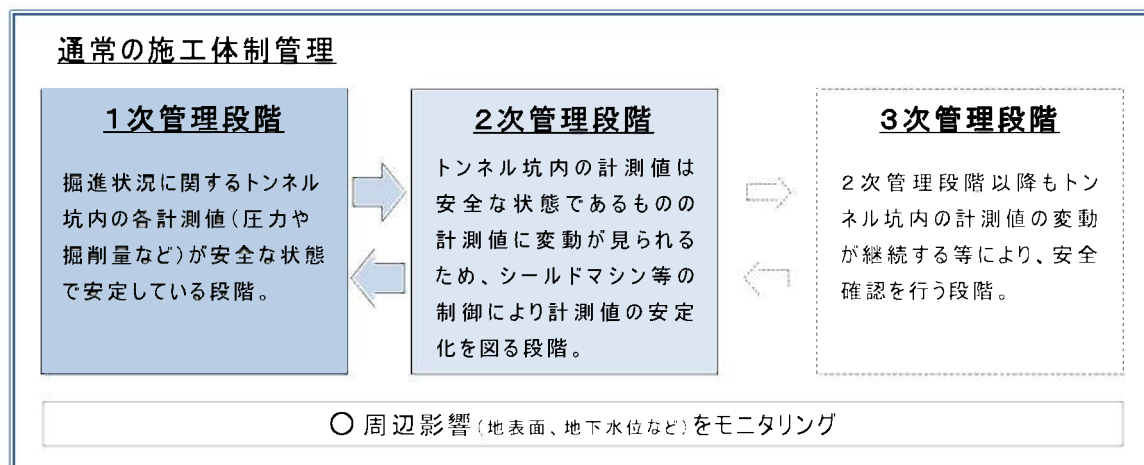 通常の施工体制管理
1次管理段階
掘進状況に関するトンネル
坑内の各計測値(圧力や
掘削量など)が安全な状態
で安定している段階。
2次管理段階
トンネル坑内の計測値は
安全な状態であるものの
計測値に変動が見られる
ため、シールドマシン等の
制御により計測値の安定
化を図る段階。
3次管理段階
2次管理段階以降もトン
ネル坑内の計測値の変動
が継続する等により、安全
確認を行う段階。
○ 周辺影響(地表面、地下水位など)をモニタリング